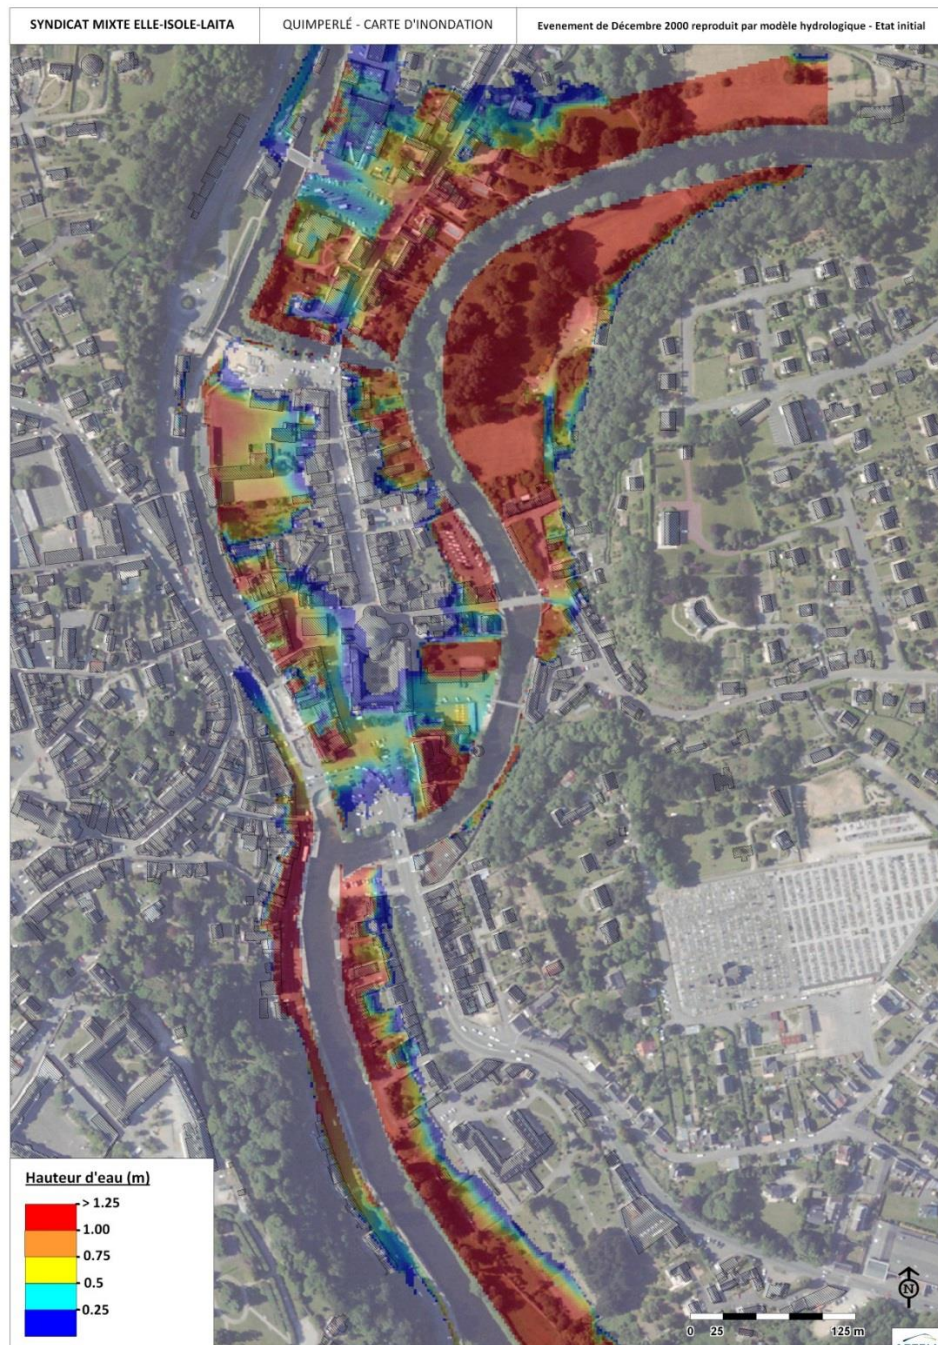 SYNDICAT MIXTE ELLE-ISOLE-LAITA
QUIMPERLÉ - CARTE D'INONDATION
Evenement de Décembre 2000 reproduit par modèle hydrologique - Etat initial
Hauteur d'eau (m)
> 1.25
1.00
0.75
0.5
0.25
N
0 25 125 m